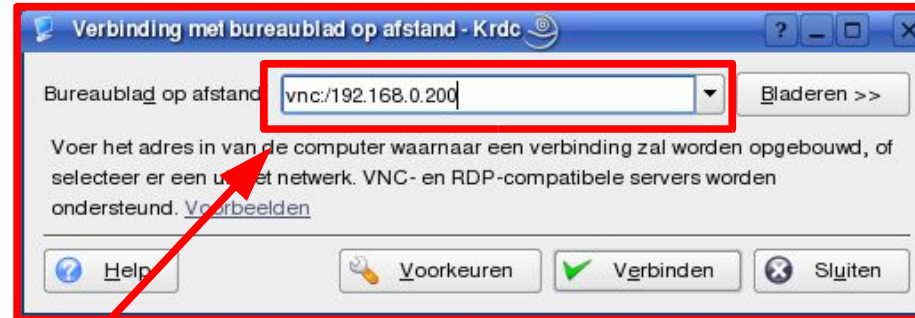 Verbinding met bureaublad op afstand - Krdc
Bureaublad op afstand vnc:/192.168.0.200 Bladeren >>
Voer het adres in van de computer waarnaar een verbinding zal worden opgebouwd, of
selecteer er een netwerk. VNC- en RDP-compatibele servers worden
ondersteund. Voorbeelden
Help Voorkeuren Verbinden Sluiten